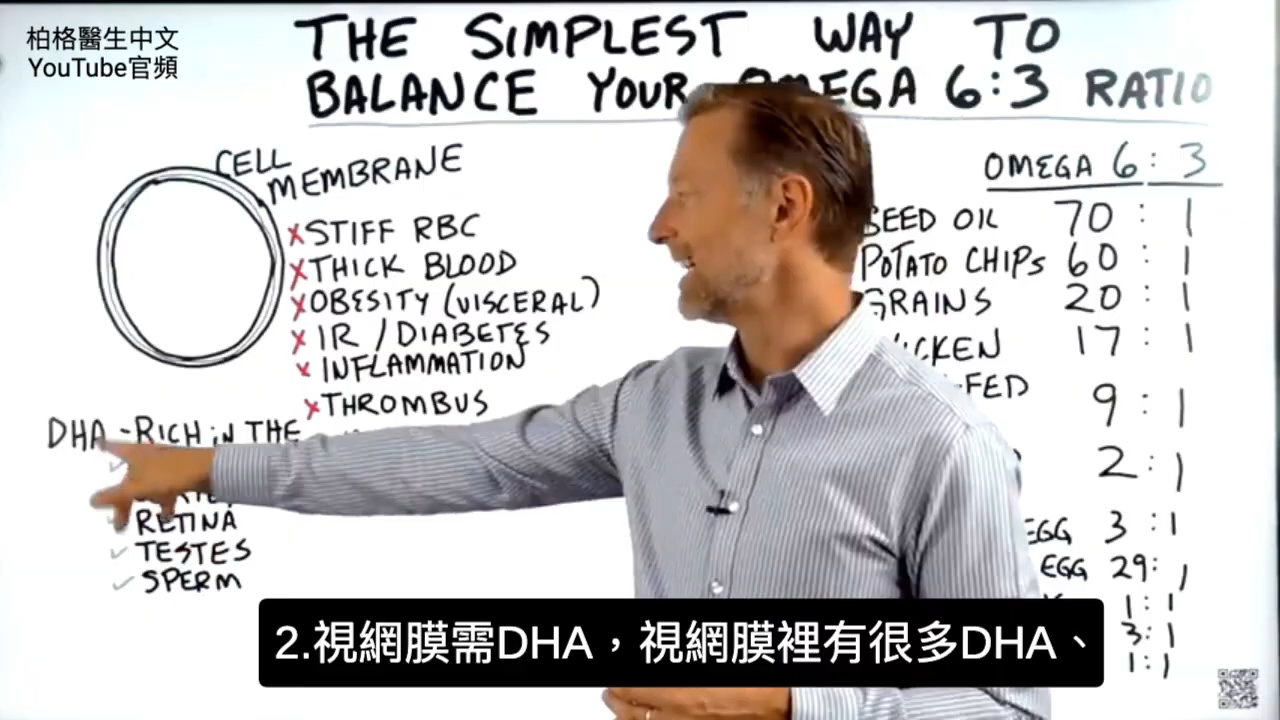 柏格醫生中文
YouTube官頻
THE SIMPLEST WAY TO
BALANCE YOUR OMEGA 6:3 RATIO
CELL
MEMBRANE
×STIFF RBC
×THICK BLOOD
×OBESITY (VISCERAL)
×IR / DIABETES
×INFLAMMATION
×THROMBUS
DHA -RICH IN THE
✓RETINA
✓TESTES
✓SPERM
OMEGA 6:3
SEED OIL 70:1
POTATO CHIPS 60:1
GRAINS 20:1
17:1
FED
9:1
2:1
EGG 3:1
EGG 29:1
1:1
3:1
1:1
2.視網膜需DHA，視網膜裡有很多DHA、